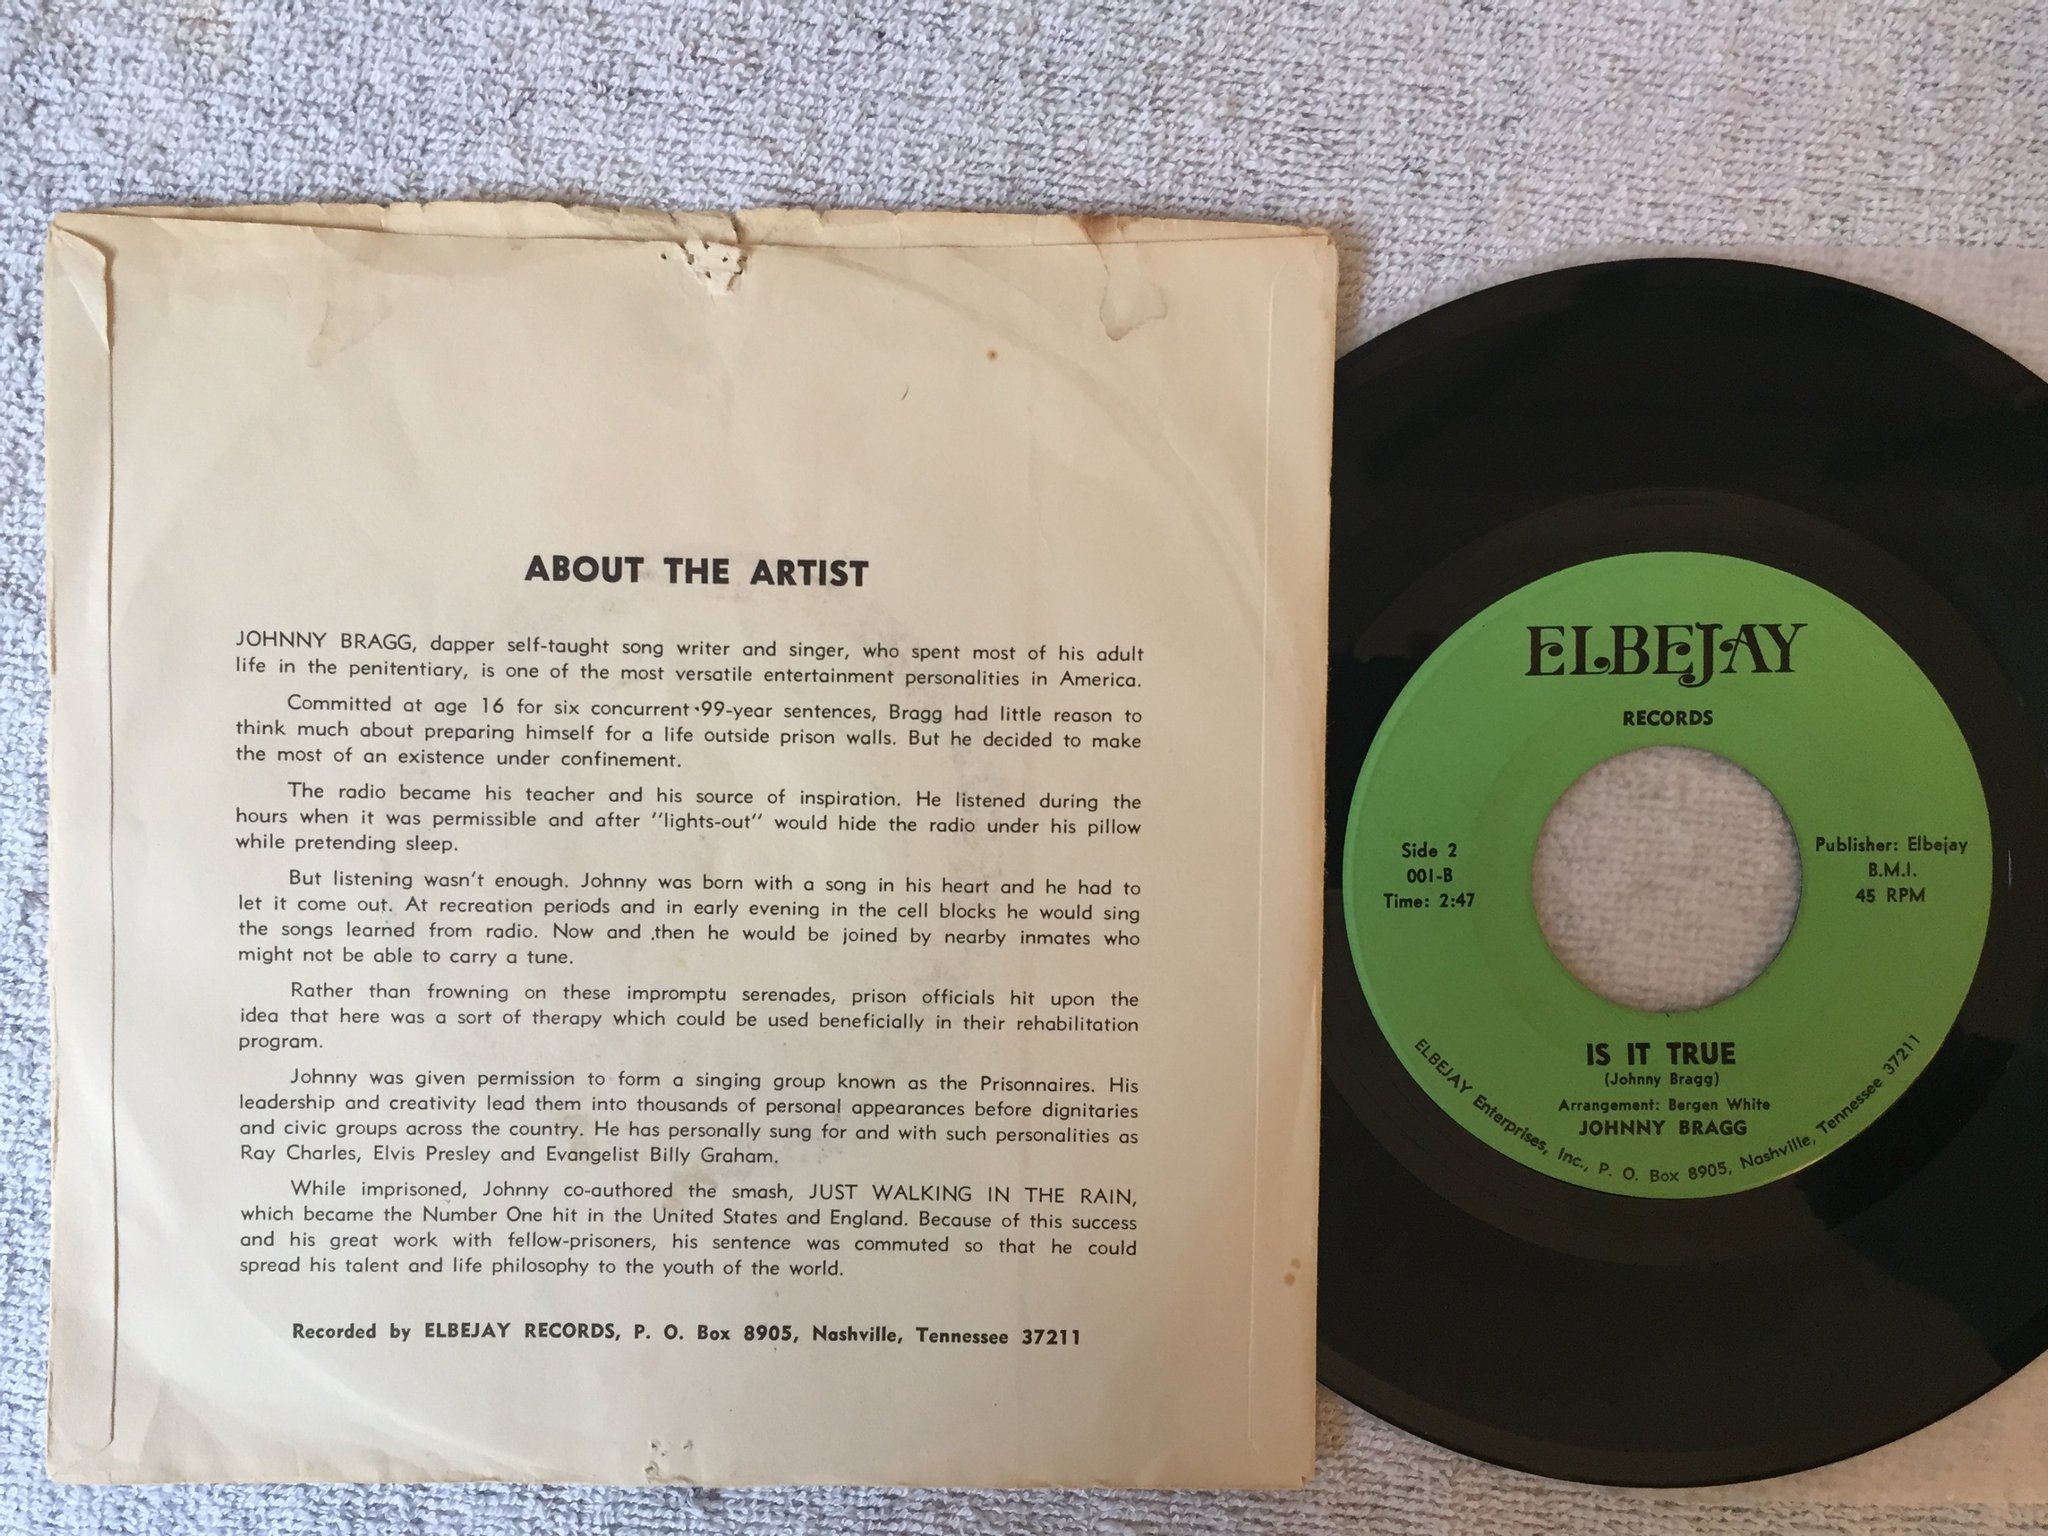 ABOUT THE ARTIST
JOHNNY BRAGG, dapper self-taught song writer and singer, who spent most of his adult
life in the penitentiary, is one of the most versatile entertainment personalities in America.
Committed at age 16 for six concurrent 99-year sentences, Bragg had little reason to
think much about preparing himself for a life outside prison walls. But he decided to make
the most of an existence under confinement.
The radio became his teacher and his source of inspiration. He listened during the
hours when it was permissible and after "lights-out" would hide the radio under his pillow
while pretending sleep.
But listening wasn't enough. Johnny was born with a song in his heart and he had to
let it come out. At recreation periods and in early evening in the cell blocks he would sing
the songs learned from radio. Now and then he would be joined by nearby inmates who
might not be able to carry a tune.
Rather than frowning on these impromptu serenades, prison officials hit upon the
idea that here was a sort of therapy which could be used beneficially in their rehabilitation
program.
Johnny was given permission to form a singing group known as the Prisonnaires. His
leadership and creativity lead them into thousands of personal appearances before dignitaries
and civic groups across the country. He has personally sung for and with such personalities as
Ray Charles, Elvis Presley and Evangelist Billy Graham.
While imprisoned, Johnny co-authored the smash, JUST WALKING IN THE RAIN,
which became the Number One hit in the United States and England. Because of this success
and his great work with fellow-prisoners, his sentence was commuted so that he could
spread his talent and life philosophy to the youth of the world.
Recorded by ELBEJAY RECORDS, P. O. Box 8905, Nashville, Tennessee 37211
ELBEJAY
RECORDS
Side 2
001-B
Time: 2:47
Publisher: Elbejay
B.M.I.
45 RPM
IS IT TRUE
(Johnny Bragg)
Arrangement: Bergen White
JOHNNY BRAGG
ELBEJAY Enterprises, Inc., P. O. Box 8905, Nashville, Tennessee 37211